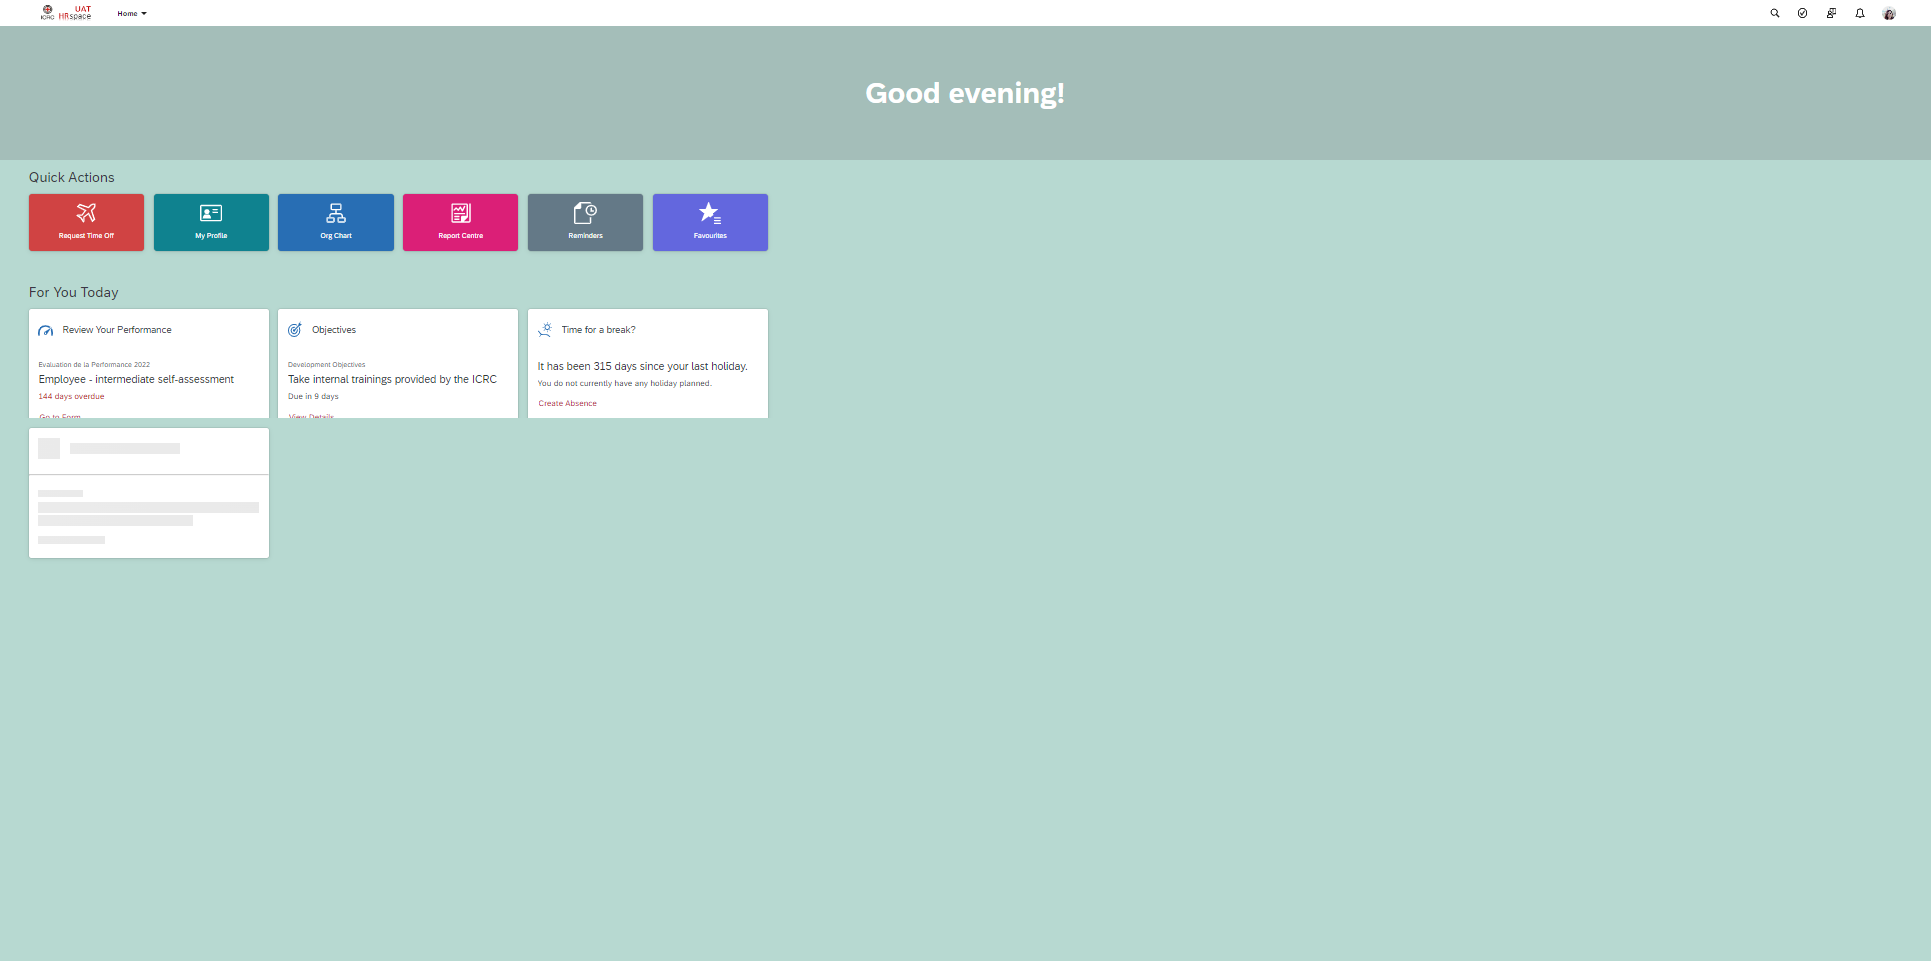 ICRC
UAT
HRspace
Home
Good evening!
Quick Actions
Request Time Off
My Profile
Org Chart
Report Centre
Reminders
Favourites
For You Today
Review Your Performance
Evaluation de la Performance 2022
Employee - intermediate self-assessment
144 days overdue
Go to Form
Objectives
Development Objectives
Take internal trainings provided by the ICRC
Due in 9 days
View Details
Time for a break?
It has been 315 days since your last holiday.
You do not currently have any holiday planned.
Create Absence